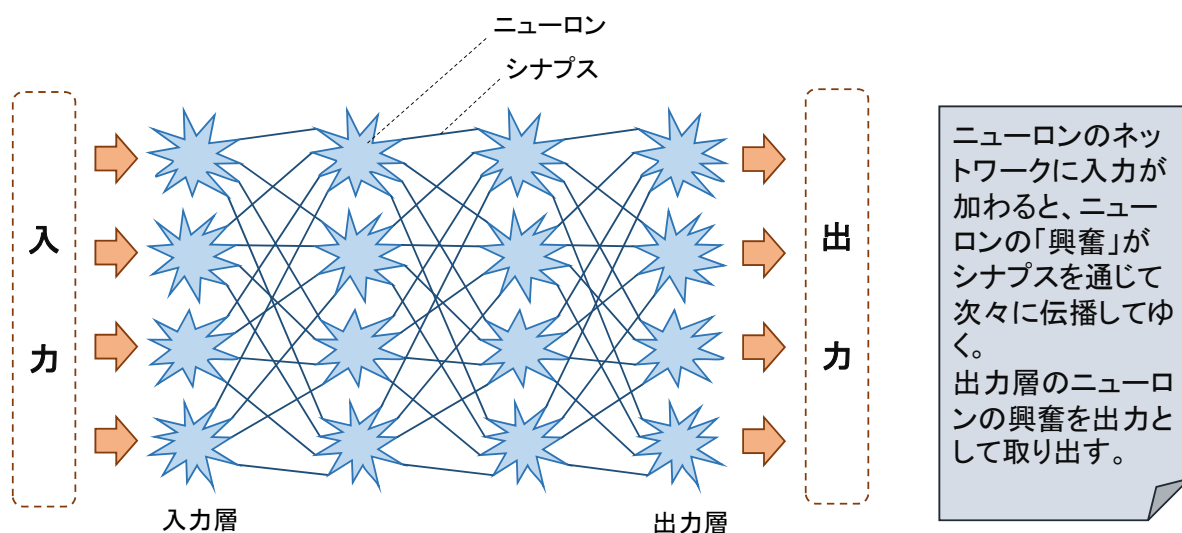 ニューロン
シナプス
入
力
出
力
入力層
出力層
ニューロンのネッ
トワークに入力が
加わると、ニュー
ロンの「興奮」が
シナプスを通じて
次々に伝播してゆ
く。
出力層のニューロ
ンの興奮を出力と
して取り出す。